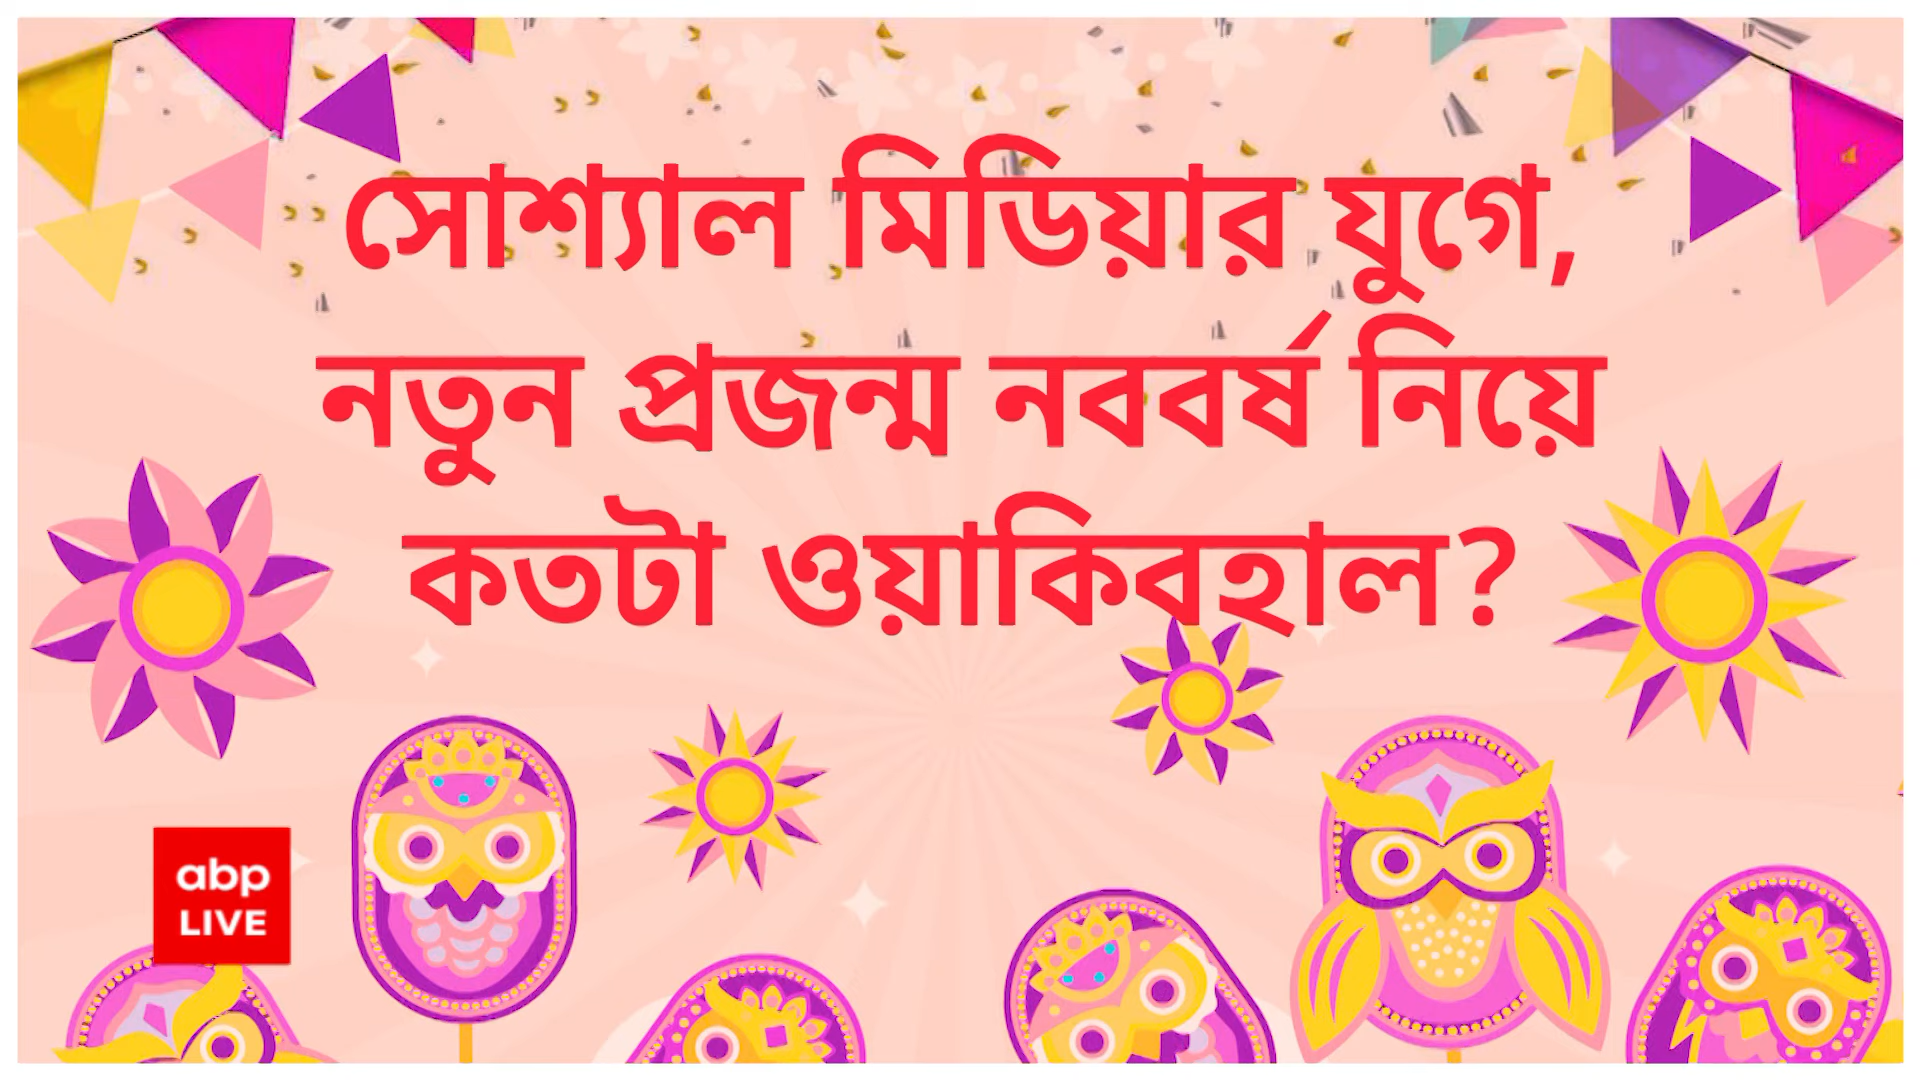 সোশ্যাল মিডিয়ার যুগে,
নতুন প্রজন্ম নববর্ষ নিয়ে
কতটা ওয়াকিবহাল?
abp
LIVE